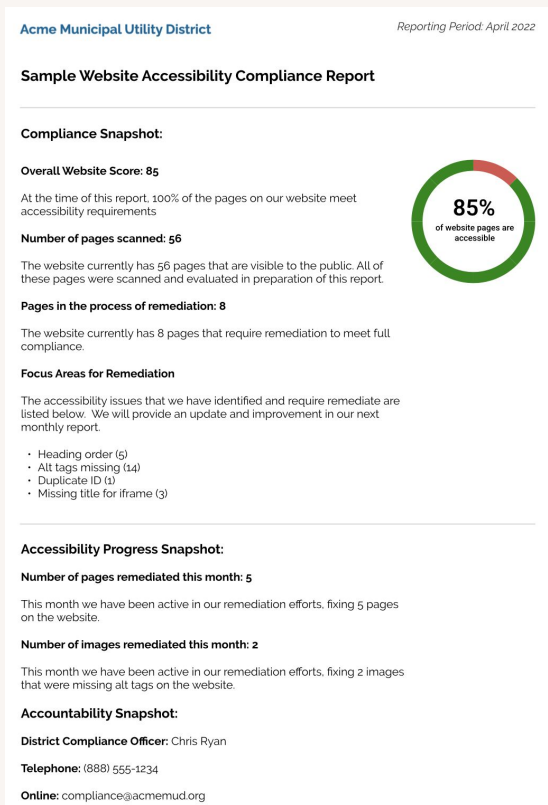 Acme Municipal Utility District
Reporting Period: April 2022
Sample Website Accessibility Compliance Report
Compliance Snapshot:
Overall Website Score: 85
At the time of this report, 100% of the pages on our website meet
accessibility requirements
85%
of website pages are
accessible
Number of pages scanned: 56
The website currently has 56 pages that are visible to the public. All of
these pages were scanned and evaluated in preparation of this report.
Pages in the process of remediation: 8
The website currently has 8 pages that require remediation to meet full
compliance.
Focus Areas for Remediation
The accessibility issues that we have identified and require remediate are
listed below. We will provide an update and improvement in our next
monthly report.
• Heading order (5)
• Alt tags missing (14)
• Duplicate ID (1)
• Missing title for iframe (3)
Accessibility Progress Snapshot:
Number of pages remediated this month: 5
This month we have been active in our remediation efforts, fixing 5 pages
on the website.
Number of images remediated this month: 2
This month we have been active in our remediation efforts, fixing 2 images
that were missing alt tags on the website.
Accountability Snapshot:
District Compliance Officer: Chris Ryan
Telephone: (888) 555-1234
Online: compliance@acmemud.org